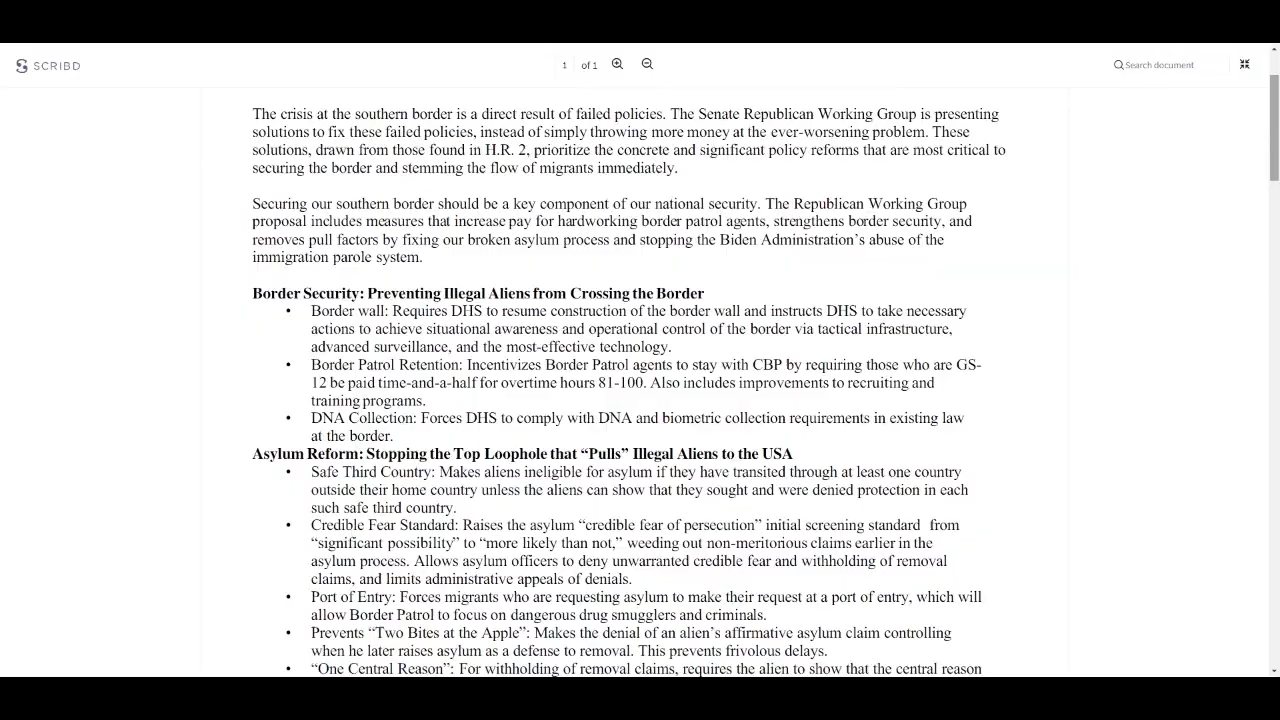 SCRIBD
1 of 1
Search document
The crisis at the southern border is a direct result of failed policies. The Senate Republican Working Group is presenting
solutions to fix these failed policies, instead of simply throwing more money at the ever-worsening problem. These
solutions, drawn from those found in H.R. 2, prioritize the concrete and significant policy reforms that are most critical to
securing the border and stemming the flow of migrants immediately.
Securing our southern border should be a key component of our national security. The Republican Working Group
proposal includes measures that increase pay for hardworking border patrol agents, strengthens border security, and
removes pull factors by fixing our broken asylum process and stopping the Biden Administration’s abuse of the
immigration parole system.
Border Security: Preventing Illegal Aliens from Crossing the Border
• Border wall: Requires DHS to resume construction of the border wall and instructs DHS to take necessary
actions to achieve situational awareness and operational control of the border via tactical infrastructure,
advanced surveillance, and the most-effective technology.
• Border Patrol Retention: Incentivizes Border Patrol agents to stay with CBP by requiring those who are GS-
12 be paid time-and-a-half for overtime hours 81-100. Also includes improvements to recruiting and
training programs.
• DNA Collection: Forces DHS to comply with DNA and biometric collection requirements in existing law
at the border.
Asylum Reform: Stopping the Top Loophole that “Pulls” Illegal Aliens to the USA
• Safe Third Country: Makes aliens ineligible for asylum if they have transited through at least one country
outside their home country unless the aliens can show that they sought and were denied protection in each
such safe third country.
• Credible Fear Standard: Raises the asylum “credible fear of persecution” initial screening standard from
“significant possibility” to “more likely than not,” weeding out non-meritorious claims earlier in the
asylum process. Allows asylum officers to deny unwarranted credible fear and withholding of removal
claims, and limits administrative appeals of denials.
• Port of Entry: Forces migrants who are requesting asylum to make their request at a port of entry, which will
allow Border Patrol to focus on dangerous drug smugglers and criminals.
• Prevents “Two Bites at the Apple”: Makes the denial of an alien’s affirmative asylum claim controlling
when he later raises asylum as a defense to removal. This prevents frivolous delays.
• “One Central Reason”: For withholding of removal claims, requires the alien to show that the central reason